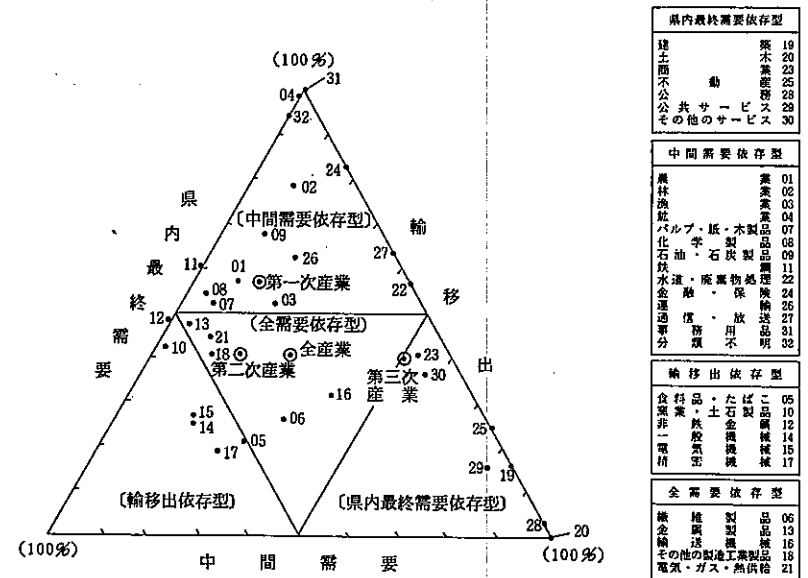 (100%)
31
04
32
24
02
県内最終需要
〔中間需要依存型〕
輸移出
09
26
27
11
01
第一次産業
22
08
07
03
12
13
〔全需要依存型〕
10
21
18
全産業
23
第二次産業
第三次産業
30
16
15
14
06
05
25
17
29
19
〔輸移出依存型〕
〔県内最終需要依存型〕
28
20
(100%)
(100%)
中間需要
県内最終需要依存型
建築 19
土木 20
商業 23
不動産 25
公務 28
公共サービス 29
その他のサービス 30
中間需要依存型
農業 01
林業 02
漁業 03
鉱業 04
パルプ・紙・木製品 07
化学製品 08
石油・石炭製品 09
鉄鋼 11
水道・廃棄物処理 22
金融・保険 24
運輸 26
通信・放送 27
事務用品 31
分類不明 32
輸移出依存型
食料品・たばこ 05
窯業・土石製品 10
非鉄金属 12
一般機械 14
電気機械 15
精密機械 17
全需要依存型
繊維製品 06
金属製品 13
輸送機械 16
その他の製造工業製品 18
電気・ガス・熱供給 21